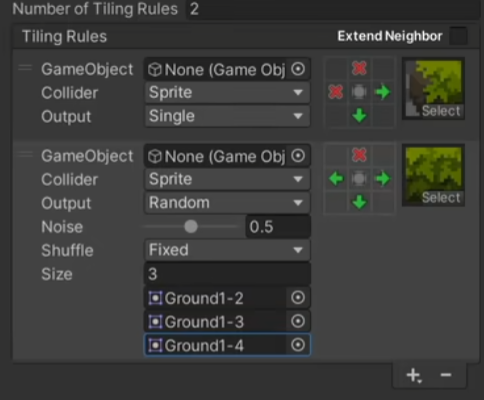 Number of Tiling Rules 2
Tiling Rules Extend Neighbor
GameObject None (Game Obj
Collider Sprite
Output Single
Select
GameObject None (Game Obj
Collider Sprite
Output Random
Select
Noise 0.5
Shuffle Fixed
Size 3
Ground1-2
Ground1-3
Ground1-4
+ -